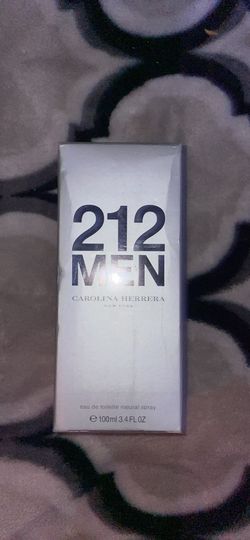 212
MEN
CAROLINA HERRERA
NEW YORK
eau de toilette natural spray
℮ 100ml 3.4 FL OZ